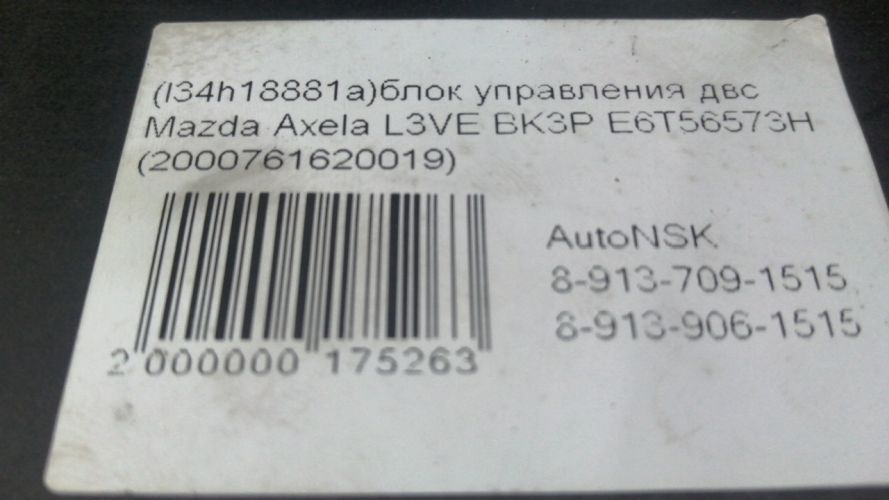 (l34h18881a)блок управления двс
Mazda Axela L3VE BK3P E6T56573H
(2000761620019)
AutoNSK
8-913-709-1515
8-913-906-1515
2 000000 175263